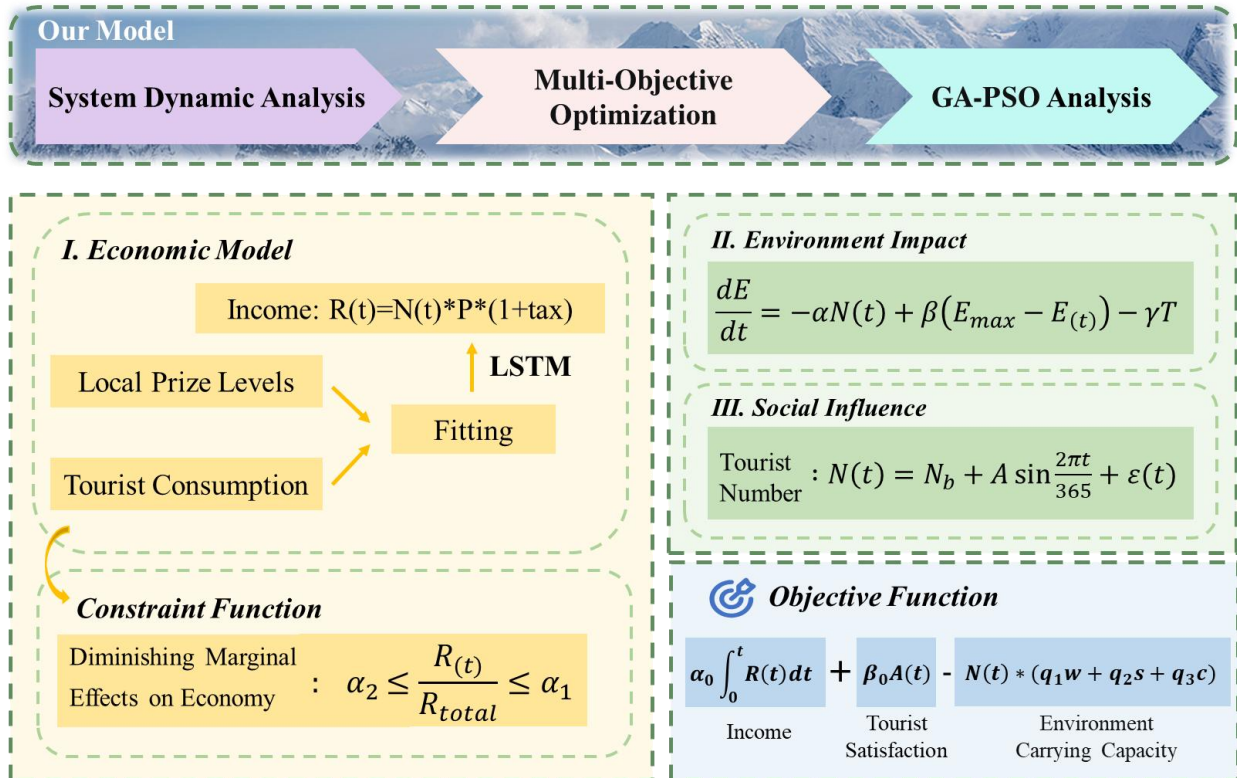 Our Model
System Dynamic Analysis
Multi-Objective
Optimization
GA-PSO Analysis
I. Economic Model
Income: R(t)=N(t)*P*(1+tax)
LSTM
Local Prize Levels
Fitting
Tourist Consumption
Constraint Function
Diminishing Marginal
Effects on Economy : α₂ ≤ R₍t₎/R_total ≤ α₁
II. Environment Impact
dE/dt = −αN(t) + β(E_max − E₍t₎) − γT
III. Social Influence
Tourist
Number : N(t) = N_b + A sin 2πt/365 + ε(t)
Objective Function
α₀ ∫₀ᵗ R(t)dt + β₀A(t) - N(t) * (q₁w + q₂s + q₃c)
Income
Tourist
Satisfaction
Environment
Carrying Capacity